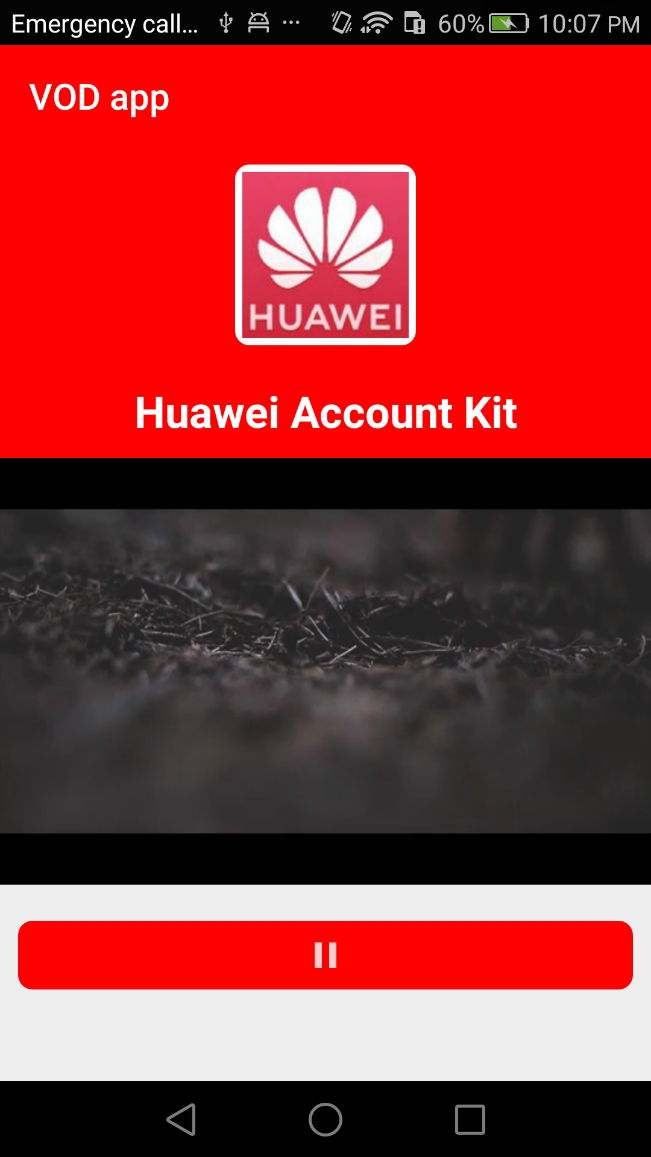 Emergency call... 60% 10:07 PM
VOD app
HUAWEI
Huawei Account Kit